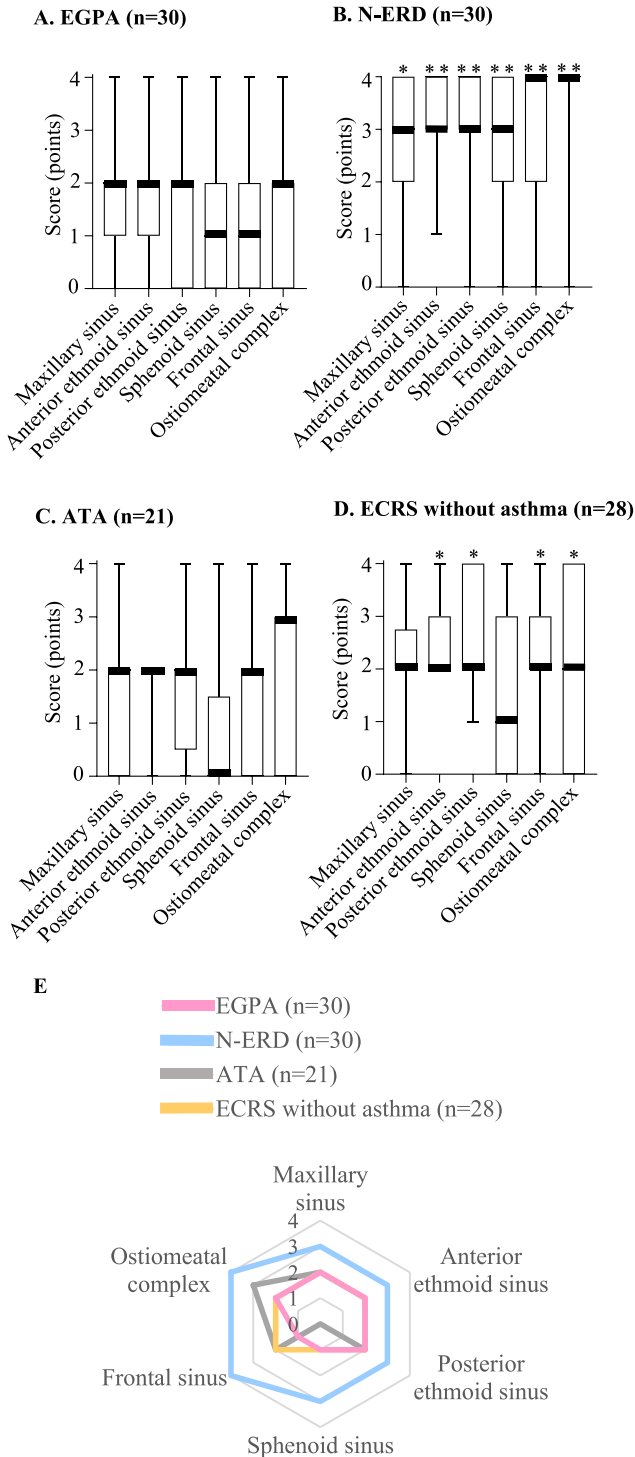 A. EGPA (n=30)
Score (points)
4
3
2
1
0
Maxillary sinus
Anterior ethmoid sinus
Posterior ethmoid sinus
Sphenoid sinus
Frontal sinus
Ostiomeatal complex
B. N-ERD (n=30)
* ** ** ** ** **
Score (points)
4
3
2
1
0
Maxillary sinus
Anterior ethmoid sinus
Posterior ethmoid sinus
Sphenoid sinus
Frontal sinus
Ostiomeatal complex
C. ATA (n=21)
Score (points)
4
3
2
1
0
Maxillary sinus
Anterior ethmoid sinus
Posterior ethmoid sinus
Sphenoid sinus
Frontal sinus
Ostiomeatal complex
D. ECRS without asthma (n=28)
* * * *
Score (points)
4
3
2
1
0
Maxillary sinus
Anterior ethmoid sinus
Posterior ethmoid sinus
Sphenoid sinus
Frontal sinus
Ostiomeatal complex
E
EGPA (n=30)
N-ERD (n=30)
ATA (n=21)
ECRS without asthma (n=28)
Maxillary
sinus
4
3
2
1
0
Anterior
ethmoid sinus
Posterior
ethmoid sinus
Sphenoid sinus
Frontal sinus
Ostiomeatal
complex